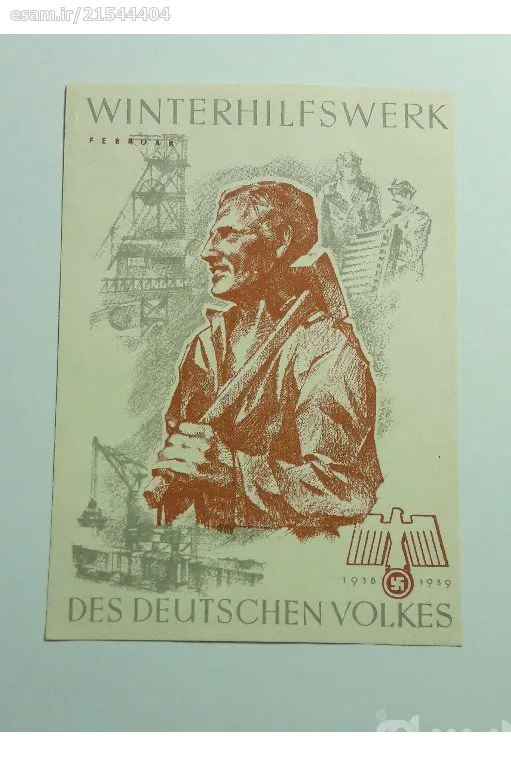 esam.ir/21544404
WINTERHILFSWERK
FEBRUAR
1938 1939
DES DEUTSCHEN VOLKES